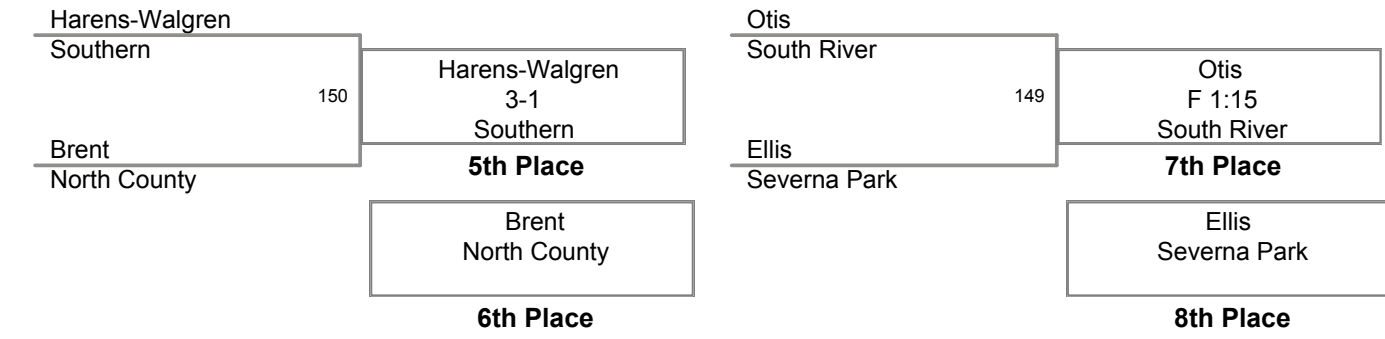 Harens-Walgren
Southern
150
Brent
North County
Harens-Walgren
3-1
Southern
5th Place
Brent
North County
6th Place
Otis
South River
149
Ellis
Severna Park
Otis
F 1:15
South River
7th Place
Ellis
Severna Park
8th Place